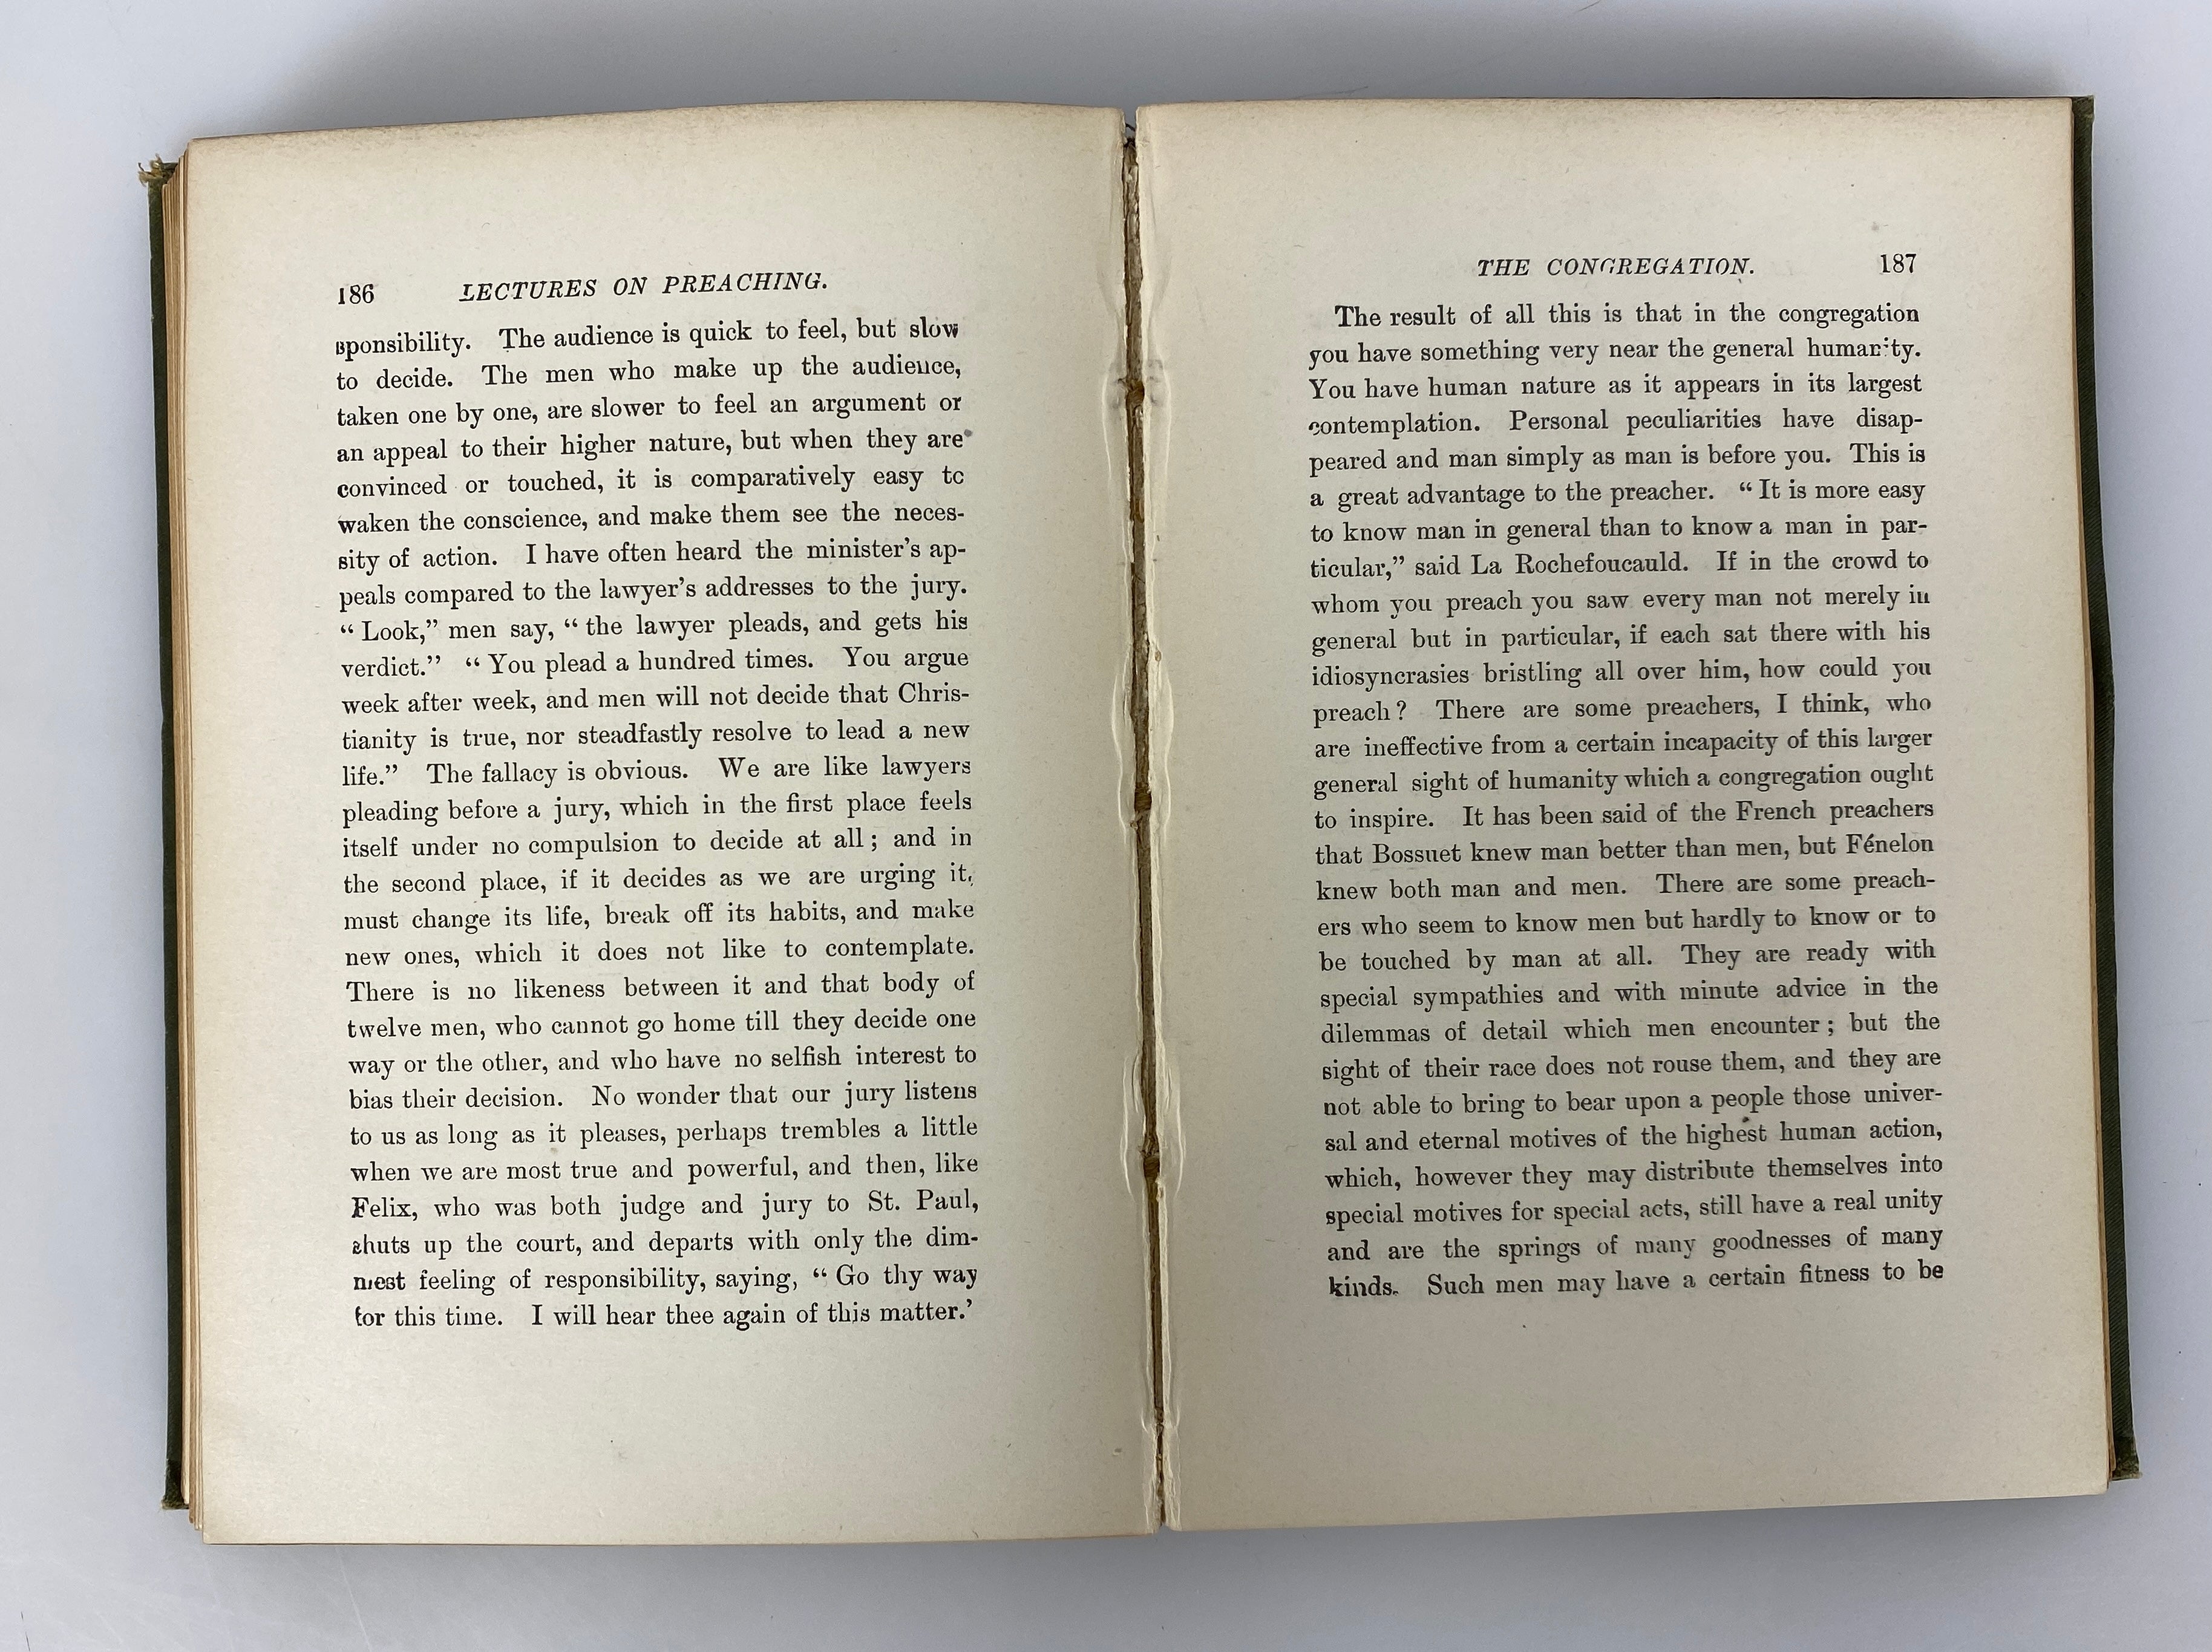 186 LECTURES ON PREACHING.
sponsibility. The audience is quick to feel, but slow
to decide. The men who make up the audience,
taken one by one, are slower to feel an argument or
an appeal to their higher nature, but when they are
convinced or touched, it is comparatively easy to
waken the conscience, and make them see the neces-
sity of action. I have often heard the minister's ap-
peals compared to the lawyer's addresses to the jury.
“Look,” men say, “the lawyer pleads, and gets his
verdict.” “You plead a hundred times. You argue
week after week, and men will not decide that Chris-
tianity is true, nor steadfastly resolve to lead a new
life.” The fallacy is obvious. We are like lawyers
pleading before a jury, which in the first place feels
itself under no compulsion to decide at all; and in
the second place, if it decides as we are urging it,
must change its life, break off its habits, and make
new ones, which it does not like to contemplate.
There is no likeness between it and that body of
twelve men, who cannot go home till they decide one
way or the other, and who have no selfish interest to
bias their decision. No wonder that our jury listens
to us as long as it pleases, perhaps trembles a little
when we are most true and powerful, and then, like
Felix, who was both judge and jury to St. Paul,
shuts up the court, and departs with only the dim-
mest feeling of responsibility, saying, “Go thy way
for this time. I will hear thee again of this matter.’
THE CONGREGATION. 187
The result of all this is that in the congregation
you have something very near the general humanity.
You have human nature as it appears in its largest
contemplation. Personal peculiarities have disap-
peared and man simply as man is before you. This is
a great advantage to the preacher. “It is more easy
to know man in general than to know a man in par-
ticular,” said La Rochefoucauld. If in the crowd to
whom you preach you saw every man not merely in
general but in particular, if each sat there with his
idiosyncrasies bristling all over him, how could you
preach? There are some preachers, I think, who
are ineffective from a certain incapacity of this larger
general sight of humanity which a congregation ought
to inspire. It has been said of the French preachers
that Bossuet knew man better than men, but Fénelon
knew both man and men. There are some preach-
ers who seem to know men but hardly to know or to
be touched by man at all. They are ready with
special sympathies and with minute advice in the
dilemmas of detail which men encounter; but the
sight of their race does not rouse them, and they are
not able to bring to bear upon a people those univer-
sal and eternal motives of the highest human action,
which, however they may distribute themselves into
special motives for special acts, still have a real unity
and are the springs of many goodnesses of many
kinds. Such men may have a certain fitness to be